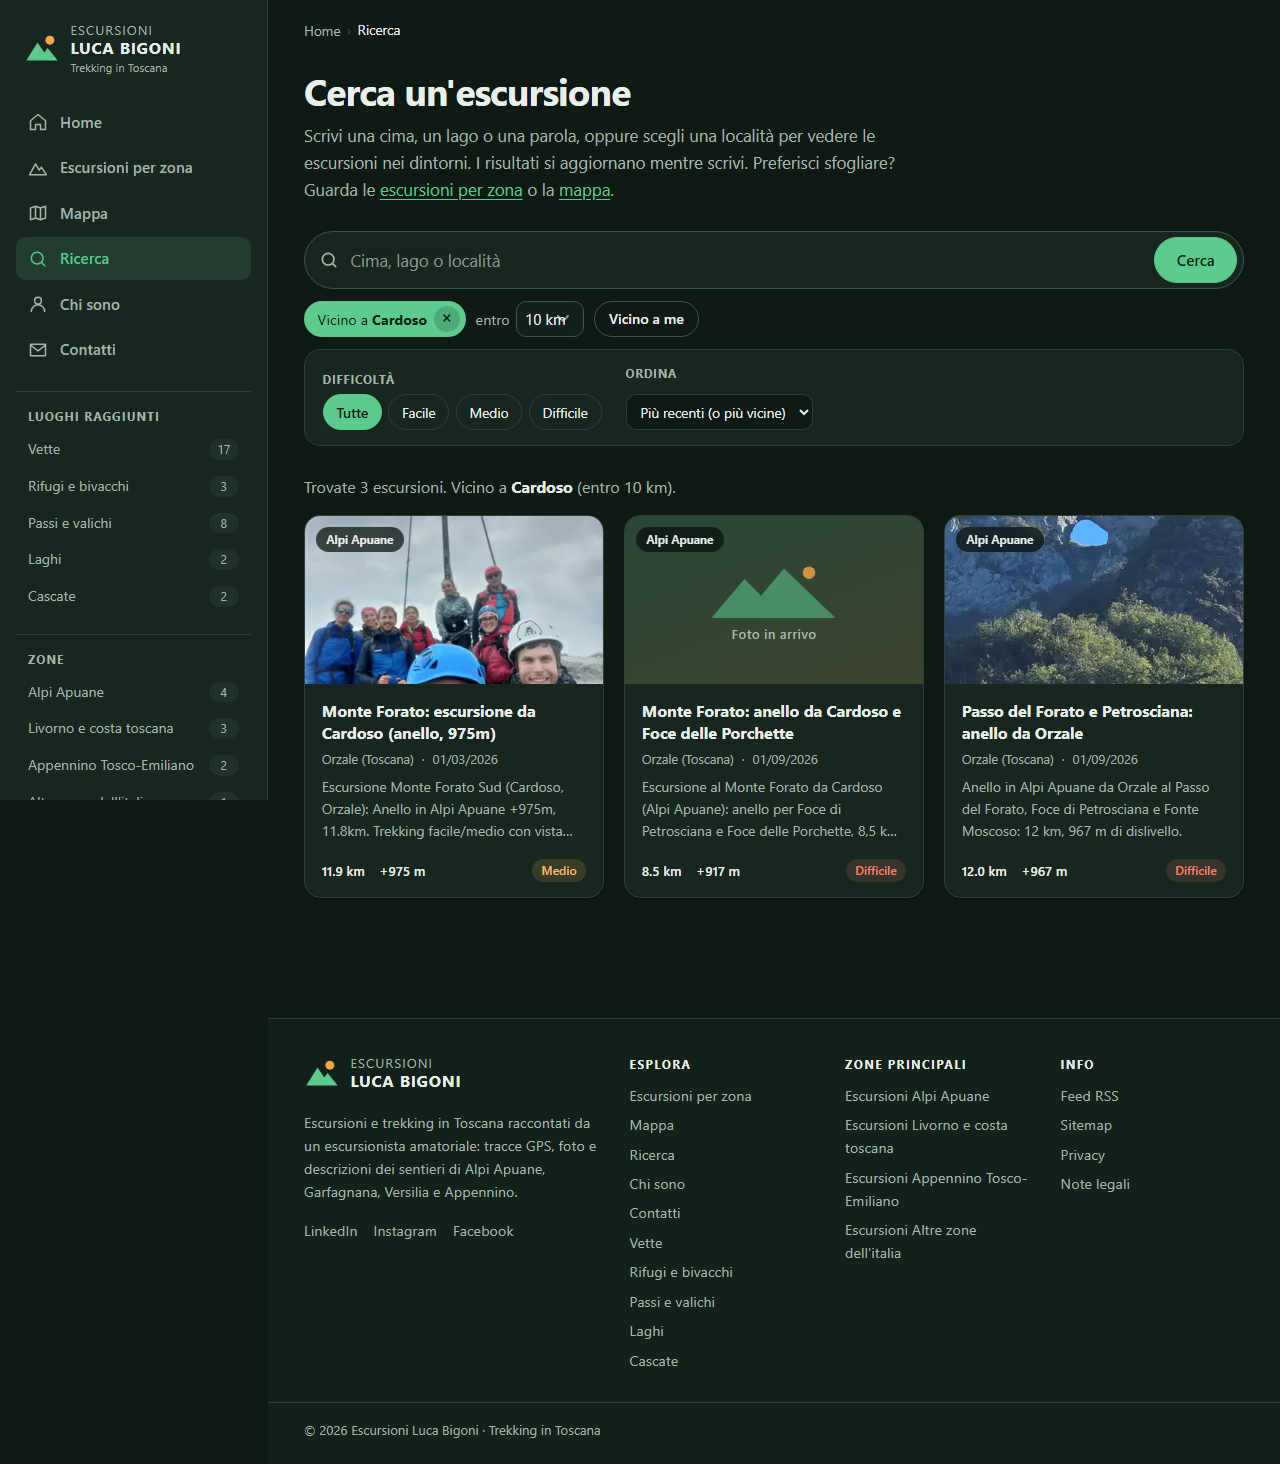 ESCURSIONI
LUCA BIGONI
Trekking in Toscana
Home
Escursioni per zona
Mappa
Ricerca
Chi sono
Contatti
LUOGHI RAGGIUNTI
Vette 17
Rifugi e bivacchi 3
Passi e valichi 8
Laghi 2
Cascate 2
ZONE
Alpi Apuane 4
Livorno e costa toscana 3
Appennino Tosco-Emiliano 2
Home › Ricerca
Cerca un'escursione
Scrivi una cima, un lago o una parola, oppure scegli una località per vedere le
escursioni nei dintorni. I risultati si aggiornano mentre scrivi. Preferisci sfogliare?
Guarda le escursioni per zona o la mappa.
Cima, lago o località
Cerca
Vicino a Cardoso × entro 10 km Vicino a me
DIFFICOLTÀ
Tutte Facile Medio Difficile
ORDINA
Più recenti (o più vicine)
Trovate 3 escursioni. Vicino a Cardoso (entro 10 km).
Alpi Apuane
Monte Forato: escursione da
Cardoso (anello, 975m)
Orzale (Toscana) · 01/03/2026
Escursione Monte Forato Sud (Cardoso,
Orzale): Anello in Alpi Apuane +975m,
11.8km. Trekking facile/medio con vista...
11.9 km +975 m Medio
Alpi Apuane
Foto in arrivo
Monte Forato: anello da Cardoso e
Foce delle Porchette
Orzale (Toscana) · 01/09/2026
Escursione al Monte Forato da Cardoso
(Alpi Apuane): anello per Foce di
Petrosciana e Foce delle Porchette, 8,5 k...
8.5 km +917 m Difficile
Alpi Apuane
Passo del Forato e Petrosciana:
anello da Orzale
Orzale (Toscana) · 01/09/2026
Anello in Alpi Apuane da Orzale al Passo
del Forato, Foce di Petrosciana e Fonte
Moscoso: 12 km, 967 m di dislivello.
12.0 km +967 m Difficile
ESCURSIONI
LUCA BIGONI
Escursioni e trekking in Toscana raccontati da
un escursionista amatoriale: tracce GPS, foto e
descrizioni dei sentieri di Alpi Apuane,
Garfagnana, Versilia e Appennino.
LinkedIn Instagram Facebook
ESPLORA
Escursioni per zona
Mappa
Ricerca
Chi sono
Contatti
Vette
Rifugi e bivacchi
Passi e valichi
Laghi
Cascate
ZONE PRINCIPALI
Escursioni Alpi Apuane
Escursioni Livorno e costa
toscana
Escursioni Appennino Tosco-
Emiliano
Escursioni Altre zone
dell'italia
INFO
Feed RSS
Sitemap
Privacy
Note legali
© 2026 Escursioni Luca Bigoni · Trekking in Toscana